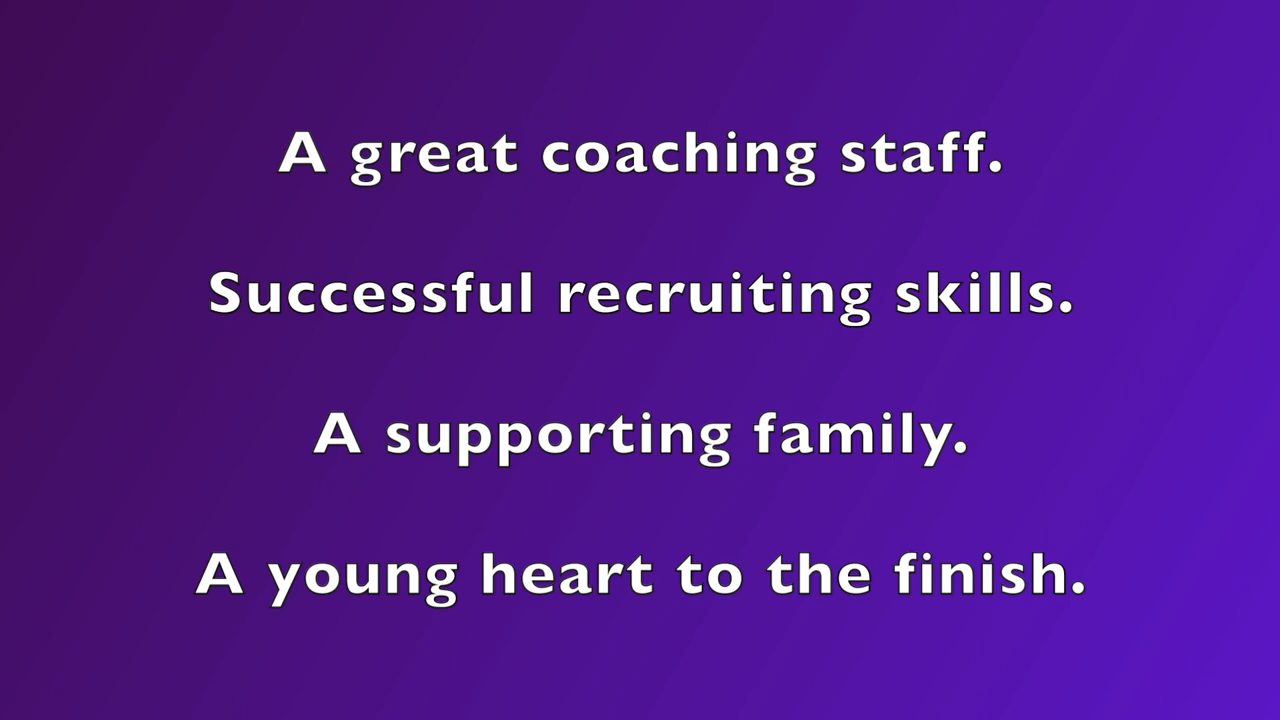 A great coaching staff.
Successful recruiting skills.
A supporting family.
A young heart to the finish.